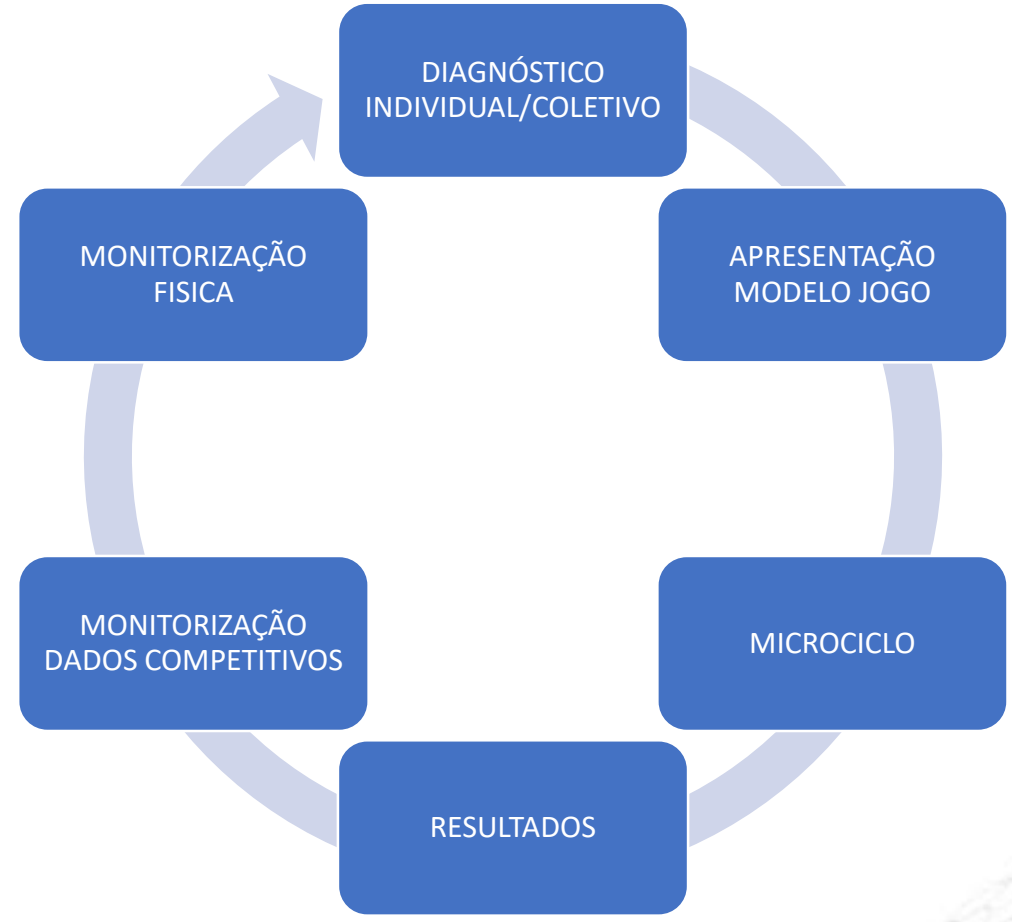 DIAGNÓSTICO
INDIVIDUAL/COLETIVO
APRESENTAÇÃO
MODELO JOGO
MICROCICLO
RESULTADOS
MONITORIZAÇÃO
DADOS COMPETITIVOS
MONITORIZAÇÃO
FISICA